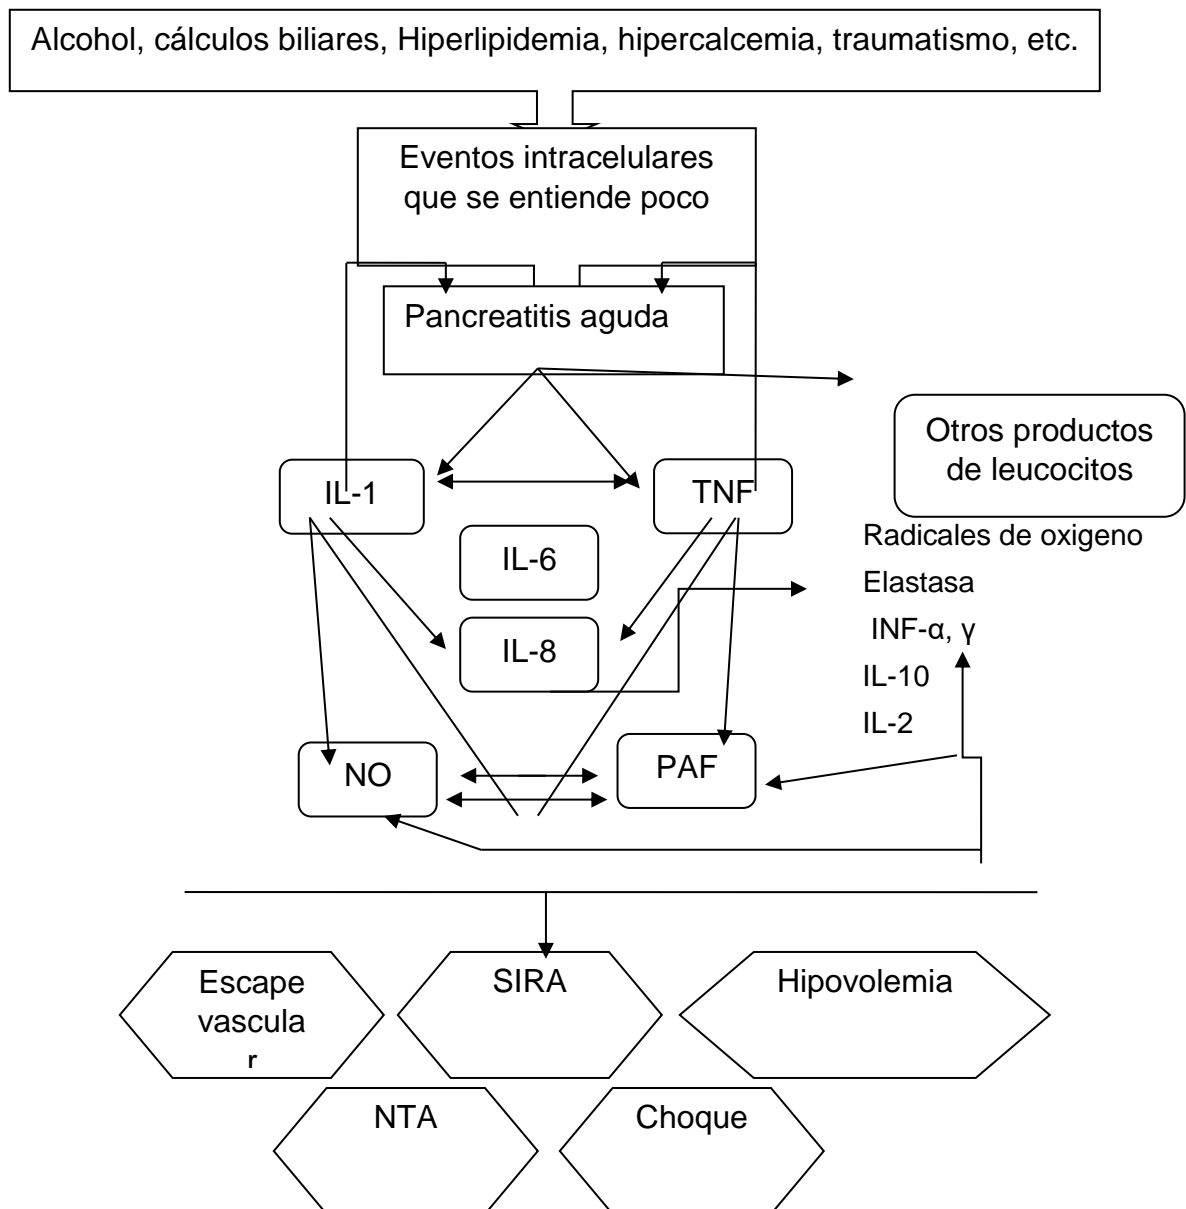 Alcohol, cálculos biliares, Hiperlipidemia, hipercalcemia, traumatismo, etc.
Eventos intracelulares
que se entiende poco
Pancreatitis aguda
Otros productos
de leucocitos
IL-1
TNF
IL-6
Radicales de oxigeno
Elastasa
INF-α, γ
IL-8
IL-10
IL-2
NO
PAF
Escape
vascula
r
SIRA
Hipovolemia
NTA
Choque